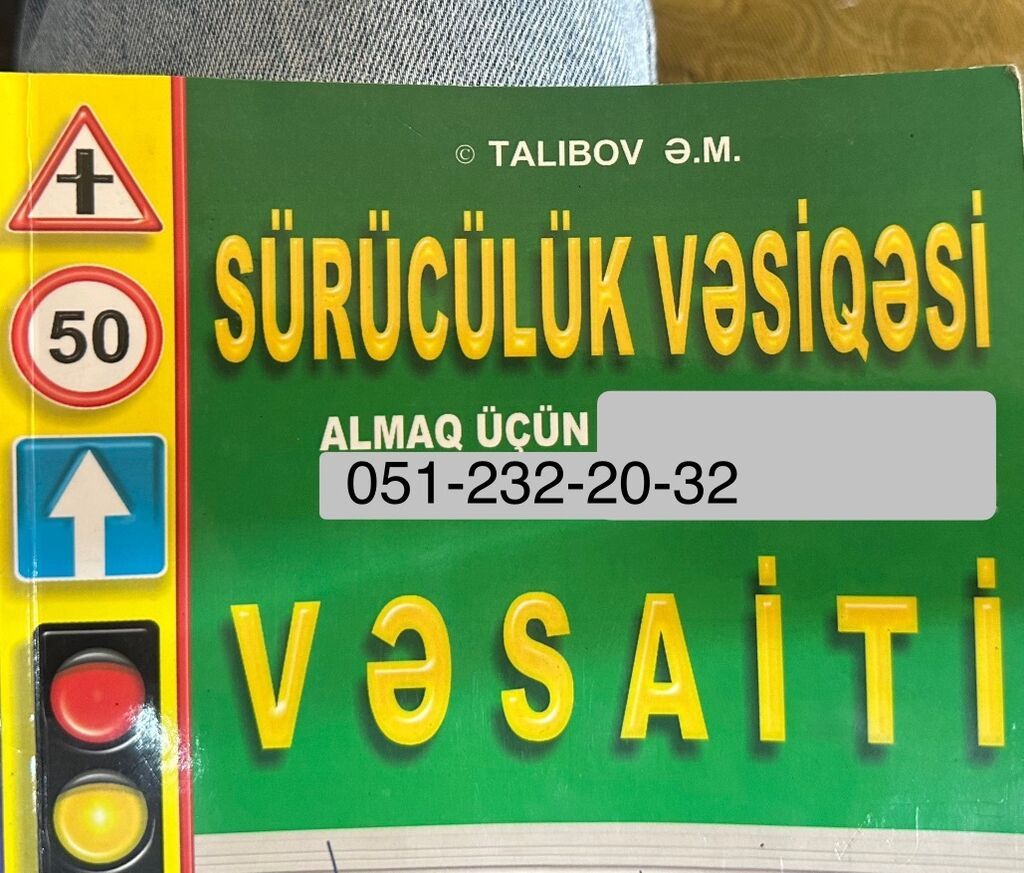 © TALIBOV Ə.M.
SÜRÜCÜLÜK VƏSİQƏSİ
ALMAQ ÜÇÜN
051-232-20-32
VƏSAİTİ
50